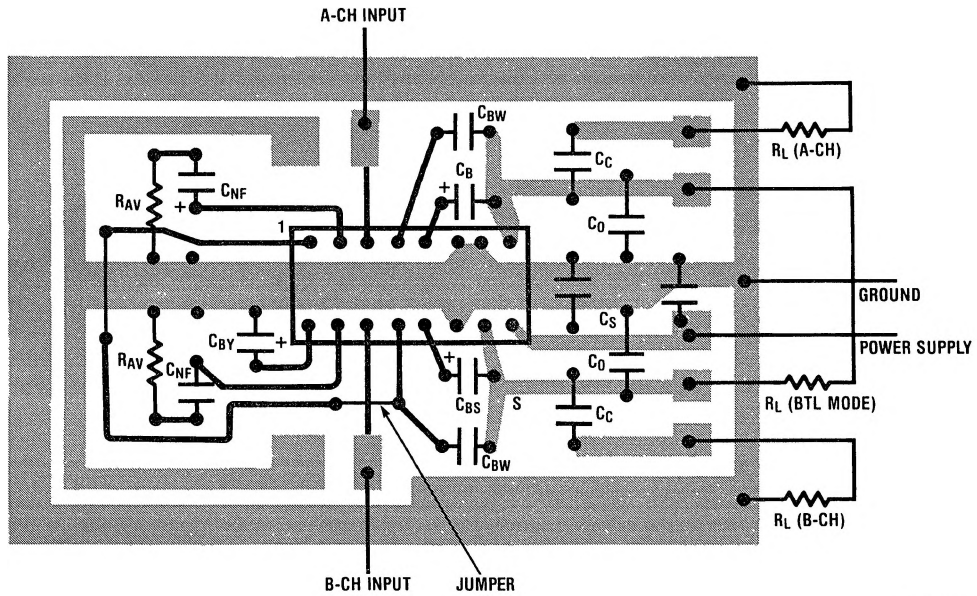 A-CH INPUT
CBW
CB
+
CC
RL (A-CH)
RAV
CNF
+
1
CO
GROUND
CS
POWER SUPPLY
RAV
CNF
CBY
+
+
CBS
S
CO
CC
RL (BTL MODE)
CBW
RL (B-CH)
B-CH INPUT
JUMPER